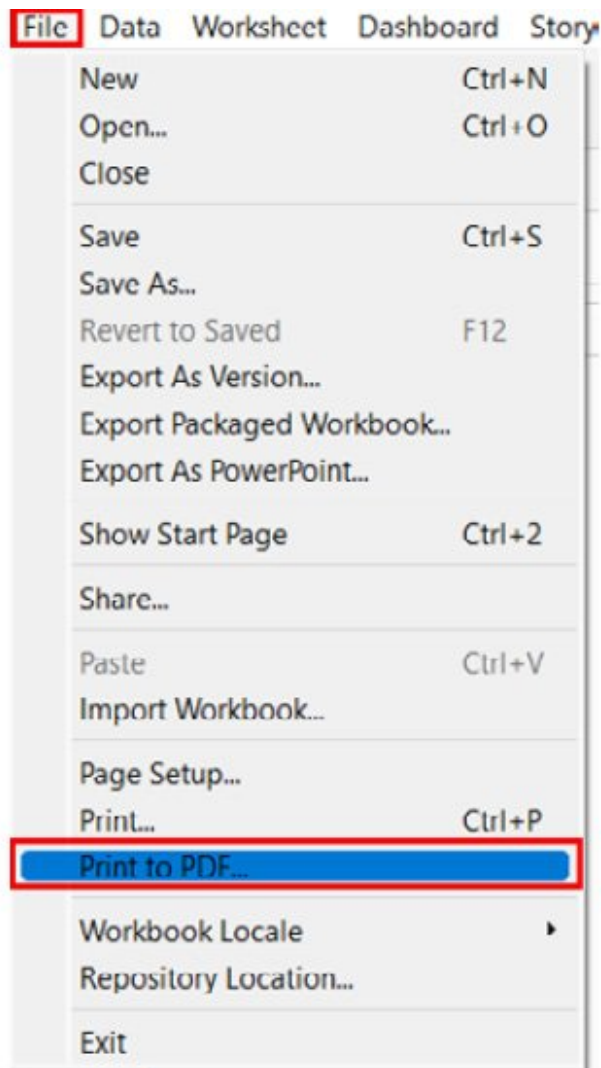 File Data Worksheet Dashboard Story
New Ctrl+N
Open... Ctrl+O
Close
Save Ctrl+S
Save As...
Revert to Saved F12
Export As Version...
Export Packaged Workbook...
Export As PowerPoint...
Show Start Page Ctrl+2
Share...
Paste Ctrl+V
Import Workbook...
Page Setup...
Print... Ctrl+P
Print to PDF...
Workbook Locale
Repository Location...
Exit